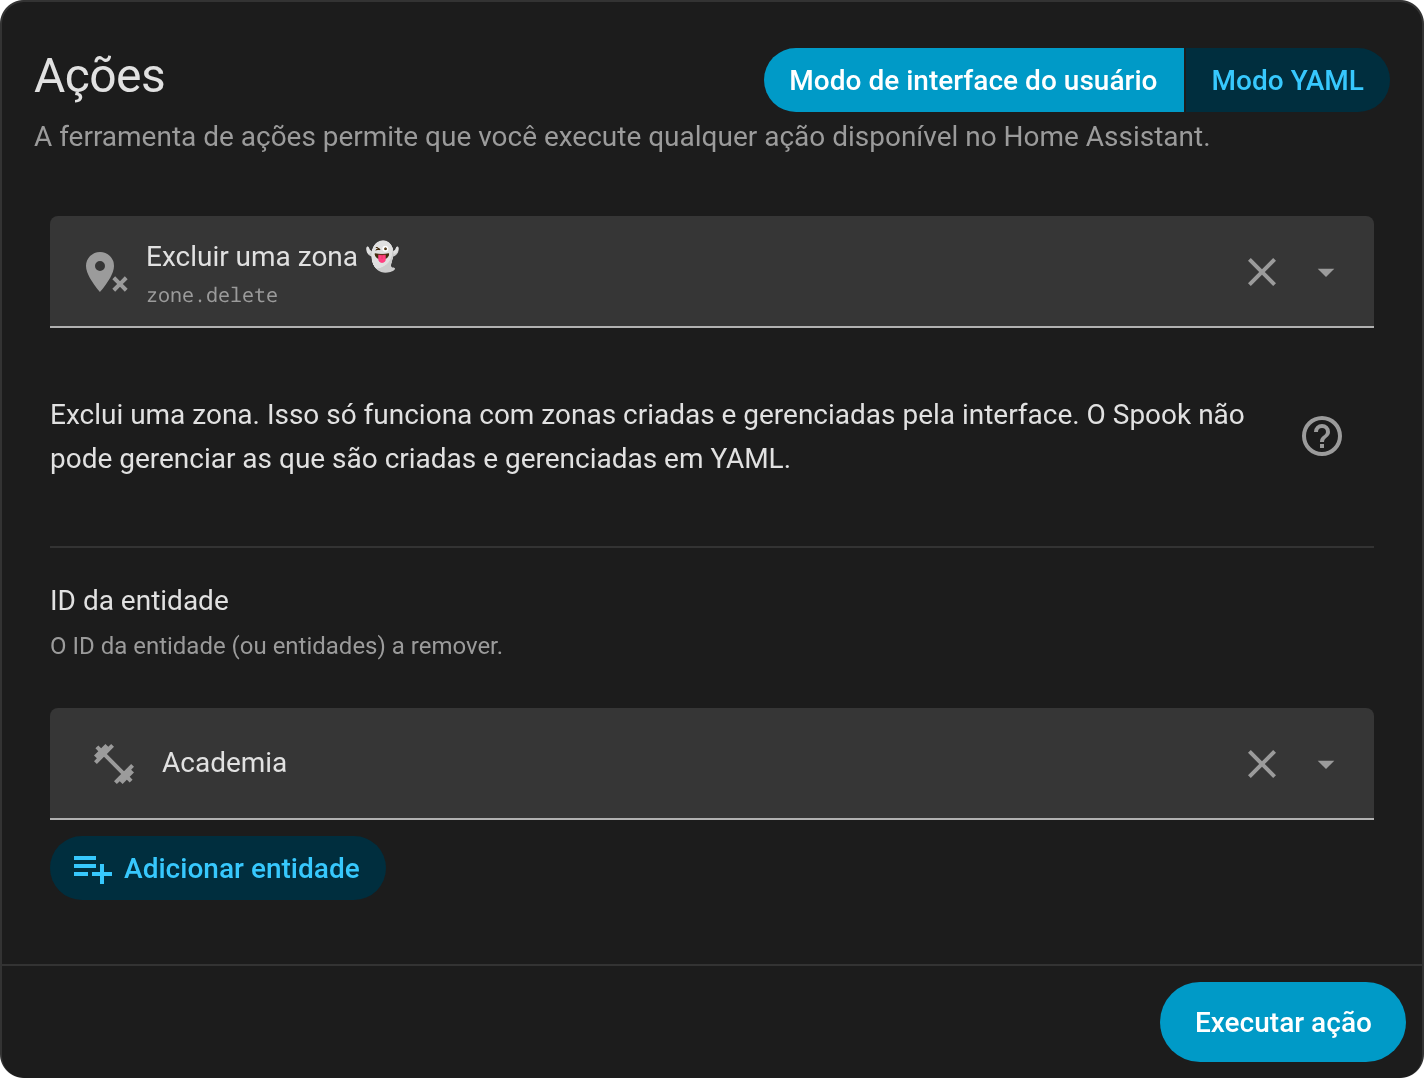 Ações
Modo de interface do usuário
Modo YAML
A ferramenta de ações permite que você execute qualquer ação disponível no Home Assistant.
Excluir uma zona 👻
zone.delete
Exclui uma zona. Isso só funciona com zonas criadas e gerenciadas pela interface. O Spook não
pode gerenciar as que são criadas e gerenciadas em YAML.
ID da entidade
O ID da entidade (ou entidades) a remover.
Academia
Adicionar entidade
Executar ação